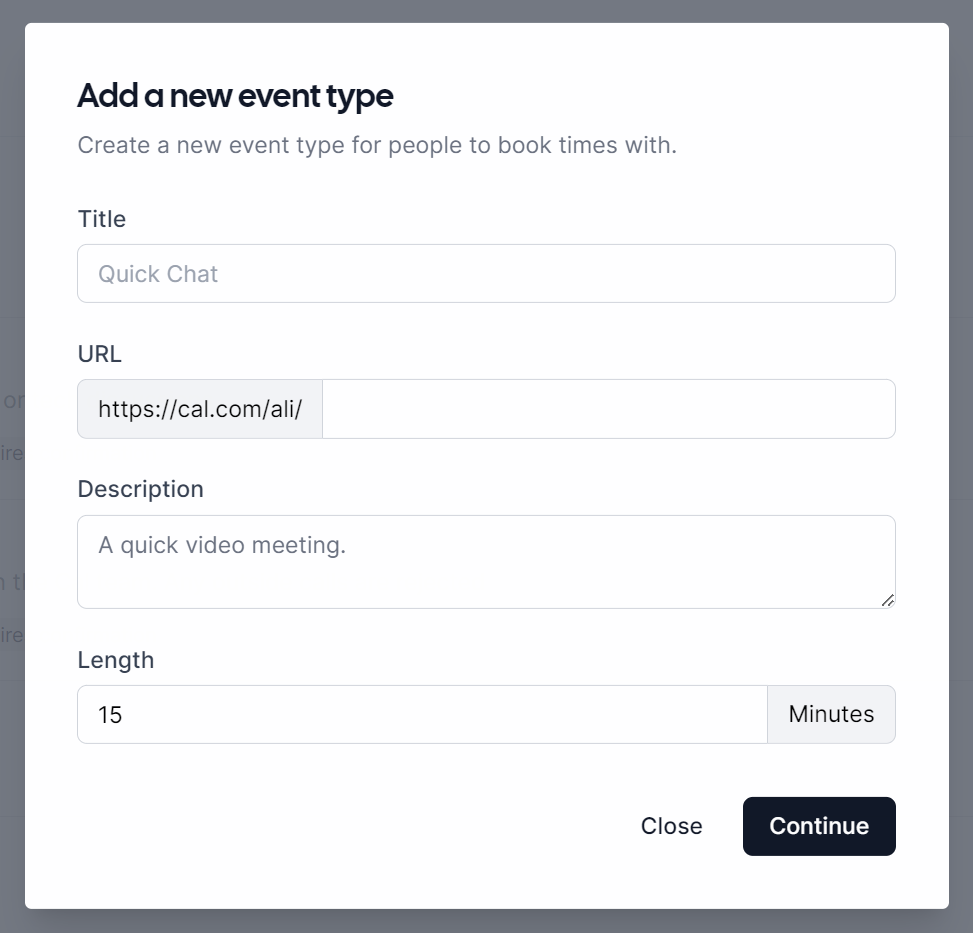 Add a new event type
Create a new event type for people to book times with.
Title
Quick Chat
URL
https://cal.com/ali/
Description
A quick video meeting.
Length
15 Minutes
Close Continue